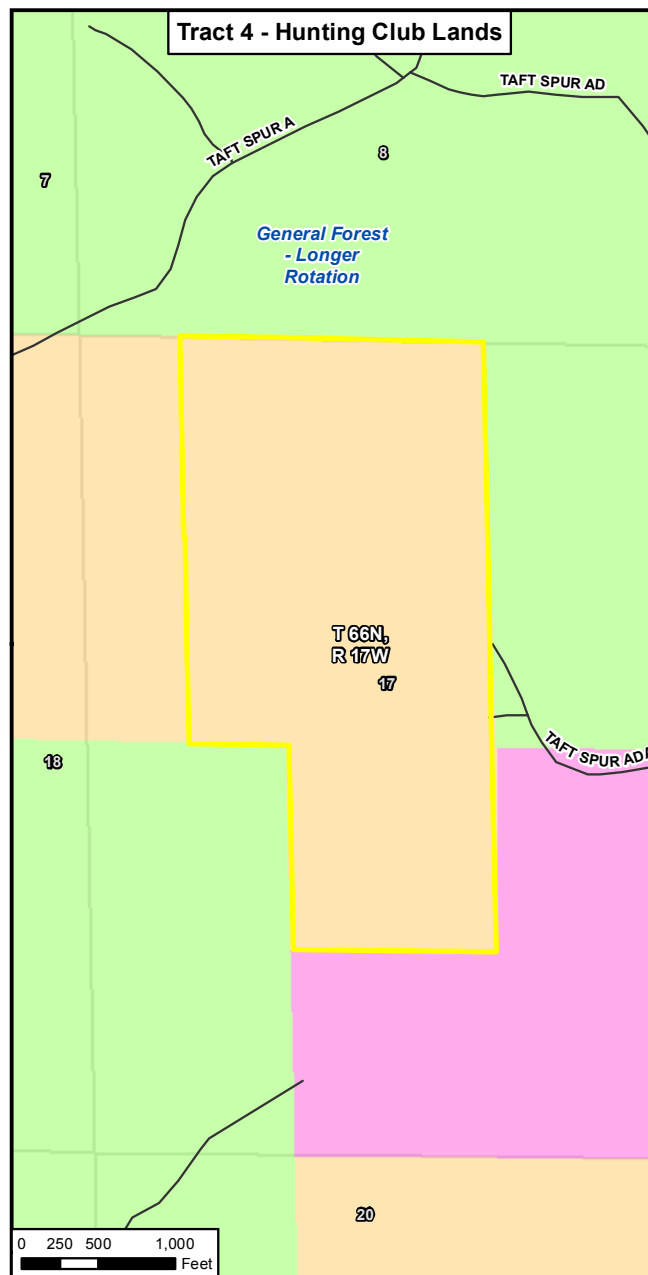 Tract 4 - Hunting Club Lands
TAFT SPUR AD
TAFT SPUR A
8
7
General Forest
- Longer
Rotation
T 66N,
R 17W
17
TAFT SPUR ADA
18
20
0 250 500 1,000
Feet